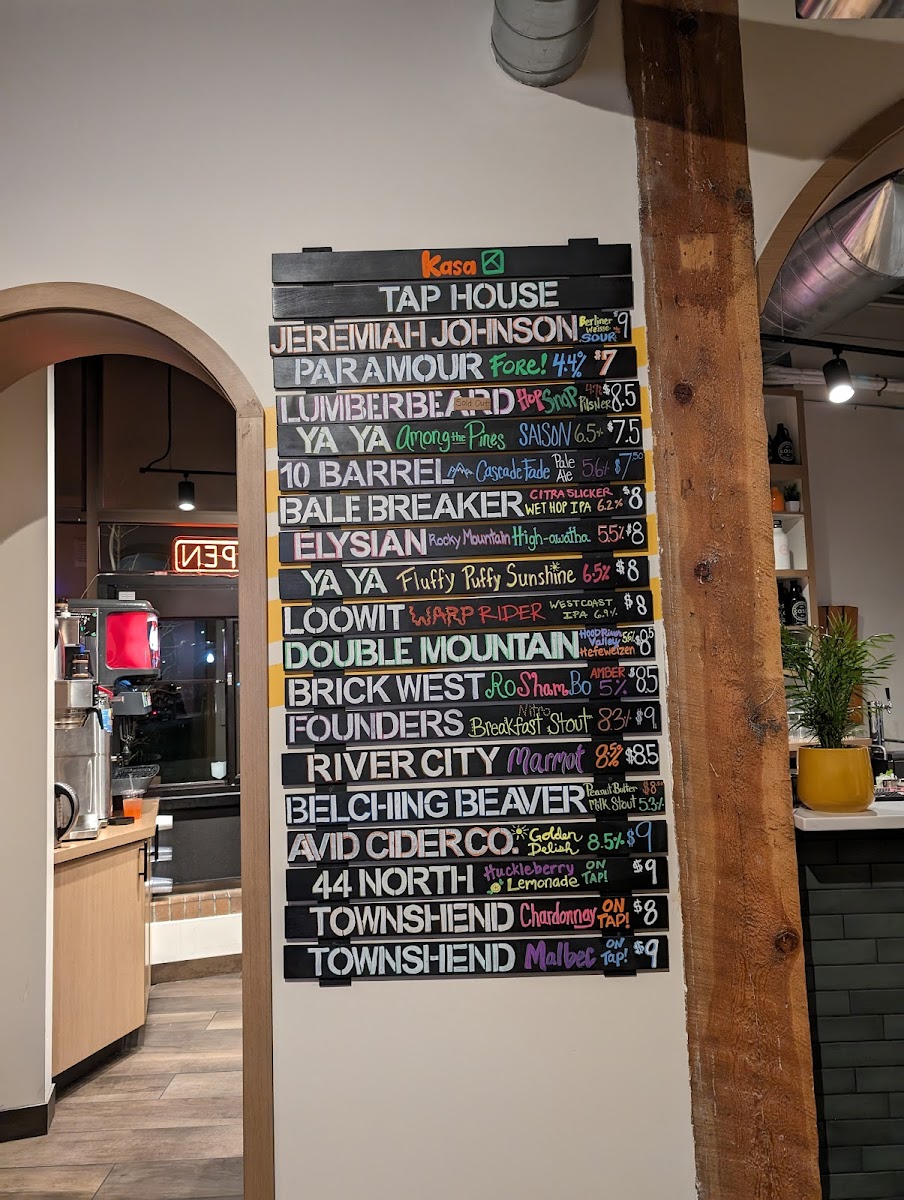 Kasa
TAP HOUSE
JEREMIAH JOHNSON Berliner Weisse SOUR $9
PARAMOUR Fore! 4.4% $7
LUMBERBEARD Sold Out Hop Snap Pilsner $8.5
YA YA Among the Pines SAISON 6.5% $7.5
10 BARREL Cascade Fade Pale Ale 5.6% $7.50
BALE BREAKER CITRA SLICKER WET HOP IPA 6.2% $8
ELYSIAN Rocky Mountain High-awatha 5.5% $8
YA YA Fluffy Puffy Sunshine 6.5% $8
LOOWIT WARP RIDER WEST COAST IPA 6.9% $8
DOUBLE MOUNTAIN HOOD RIVER Valley Hefeweizen 5.6% $8.5
BRICK WEST RoShamBo AMBER 5% $8.5
FOUNDERS Nitro Breakfast Stout 8.3% $9
RIVER CITY Marmot 8.5% $8.5
BELCHING BEAVER Peanut Butter Milk Stout 5.3% $8
AVID CIDER CO. Golden Delish 8.5% $9
44 NORTH Huckleberry Lemonade ON TAP! $9
TOWNSHEND Chardonnay ON TAP! $8
TOWNSHEND Malbec ON TAP! $9
OPEN